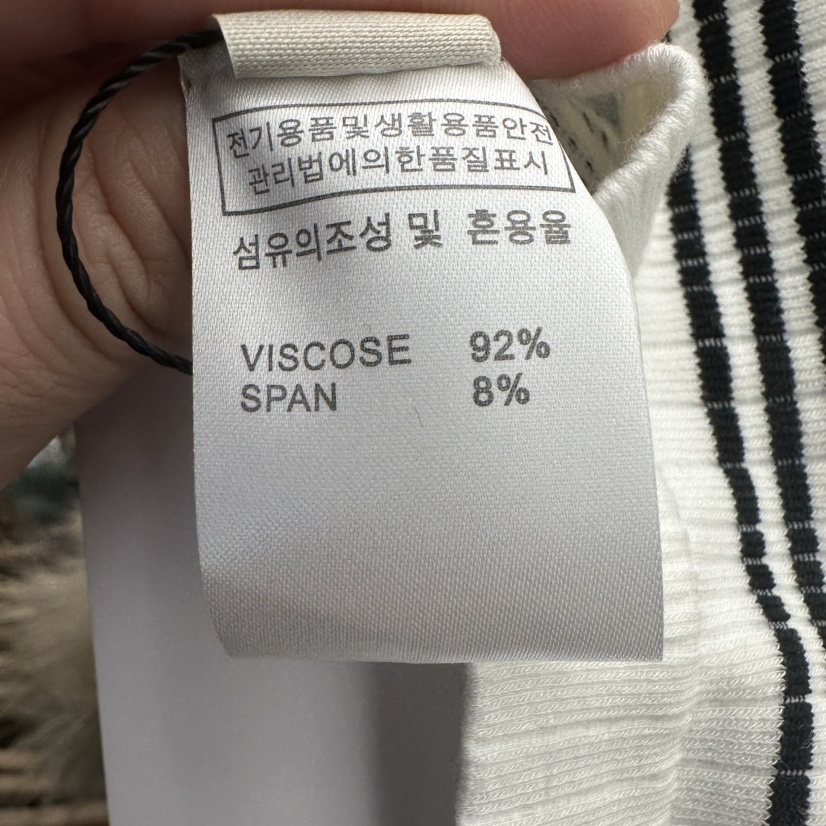 전기용품및생활용품안전
관리법에의한품질표시
섬유의조성 및 혼용율
VISCOSE 92%
SPAN 8%